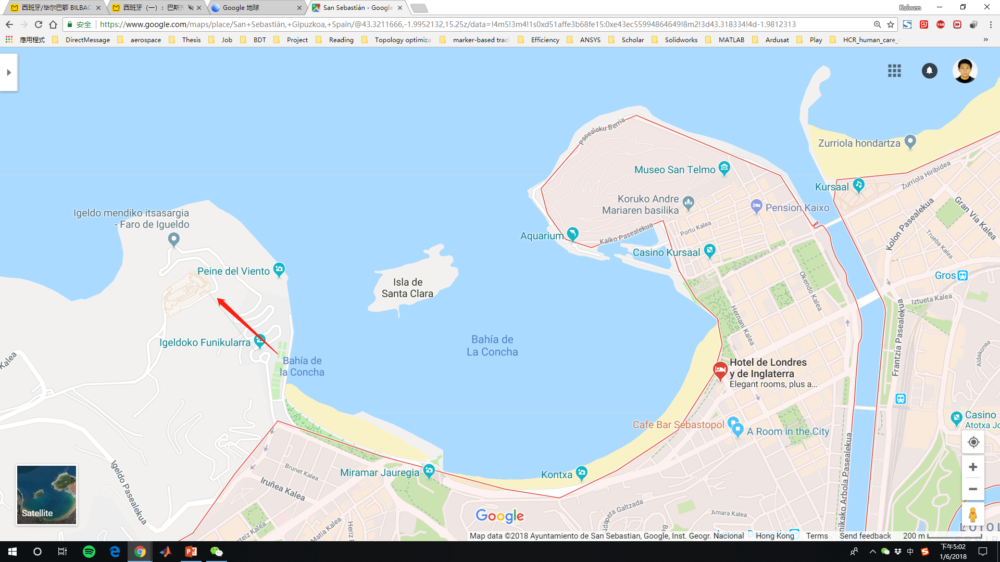 西班牙/毕尔巴鄂 BILBAC
西班牙（一）：巴斯克
Google 地球
San Sebastián - Google
Kaiwen
安全
https://www.google.com/maps/place/San+Sebastián,+Gipuzkoa,+Spain/@43.3211666,-1.9952132,15.25z/data=!4m5!3m4!1s0xd51affe3b68fe15:0xe43ec55994864649!8m2!3d43.318334!4d-1.9812313
應用程式
DirectMessage
aerospace
Thesis
Job
BDT
Project
Reading
Topology optimiza
marker-based trac
Efficiency
ANSYS
Scholar
Solidworks
MATLAB
Ardusat
Play
HCR_human_care_
Pasealeku Berria
Zurriola hondartza
Museo San Telmo
Zurriola Hiribidea
Kursaal
Koruko Andre
Mariaren basilika
Pension Kaixo
Kolon Pasealekua
Gran Vía Kalea
Igeldo mendiko itsasargia
- Faro de Igueldo
Portu Kalea
Kaiko Pasealekua
Aquarium
Trueba Kalea
Casino Kursaal
Peine del Viento
Gros
Isla de
Santa Clara
Okendo Kalea
Iztueta Kalea
Hernani Kalea
Frantzia Pasealekua
Igeldoko Funikularra
Bahía de
La Concha
Aldakonea
Kalea
Bahía de
la Concha
Hotel de Londres
y de Inglaterra
Elegant rooms, plus a...
Casino
Atotxa Jo
Cafe Bar Sebastopol
A Room in the City
Miramar Jauregia
Kontxa
Brunet Kalea
Iruñea Kalea
Igeldo Pasealekua
Mikako Arbola Pasealekua
Satellite
Matia Kalea
Amara Kalea
Google
Map data ©2018 Ayuntamiento de San Sebastian, Google, Inst. Geogr. Nacional
Hong Kong
Terms
Send feedback
200 m
中
下午5:02
1/6/2018